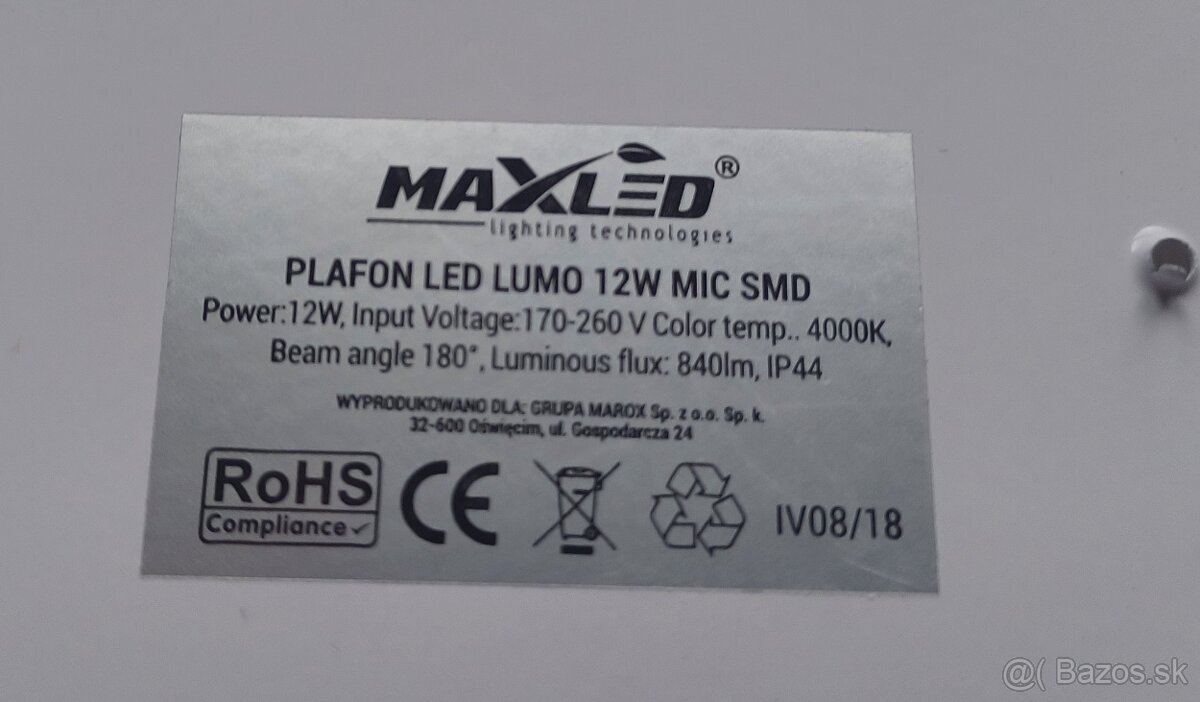 MAXLED®
lighting technologies
PLAFON LED LUMO 12W MIC SMD
Power:12W, Input Voltage:170-260 V Color temp.. 4000K,
Beam angle 180°, Luminous flux: 840lm, IP44
WYPRODUKOWANO DLA: GRUPA MAROX Sp. z o.o. Sp. k.
32-600 Oświęcim, ul. Gospodarcza 24
RoHS
Compliance ✓
CE
IV08/18
@( Bazos.sk